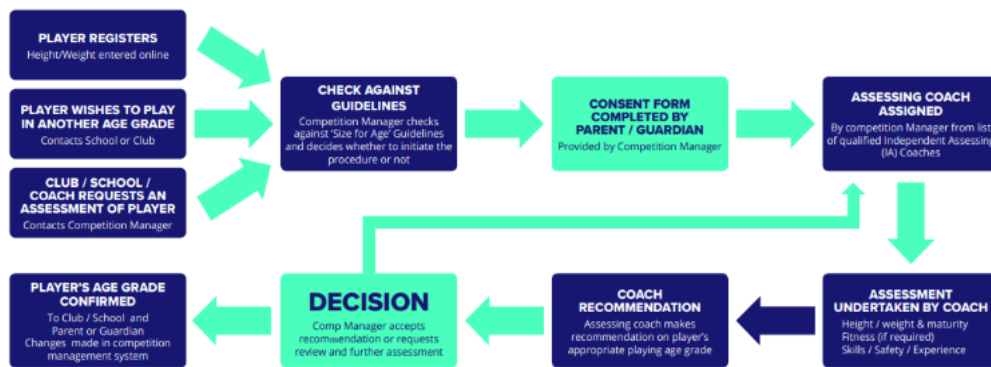 PLAYER REGISTERS
Height/Weight entered online
PLAYER WISHES TO PLAY
IN ANOTHER AGE GRADE
Contacts School or Club
CLUB / SCHOOL /
COACH REQUESTS AN
ASSESSMENT OF PLAYER
Contacts Competition Manager
CHECK AGAINST
GUIDELINES
Competition Manager checks
against 'Size for Age' Guidelines
and decides whether to initiate the
procedure or not
CONSENT FORM
COMPLETED BY
PARENT / GUARDIAN
Provided by Competition Manager
ASSESSING COACH
ASSIGNED
By competition Manager from list
of qualified Independent Assessing
(IA) Coaches
ASSESSMENT
UNDERTAKEN BY COACH
Height / weight & maturity
Fitness (if required)
Skills / Safety / Experience
COACH
RECOMMENDATION
Assessing coach makes
recommendation on player's
appropriate playing age grade
DECISION
Comp Manager accepts
recommendation or requests
review and further assessment
PLAYER'S AGE GRADE
CONFIRMED
To Club / School and
Parent or Guardian
Changes made in competition
management system